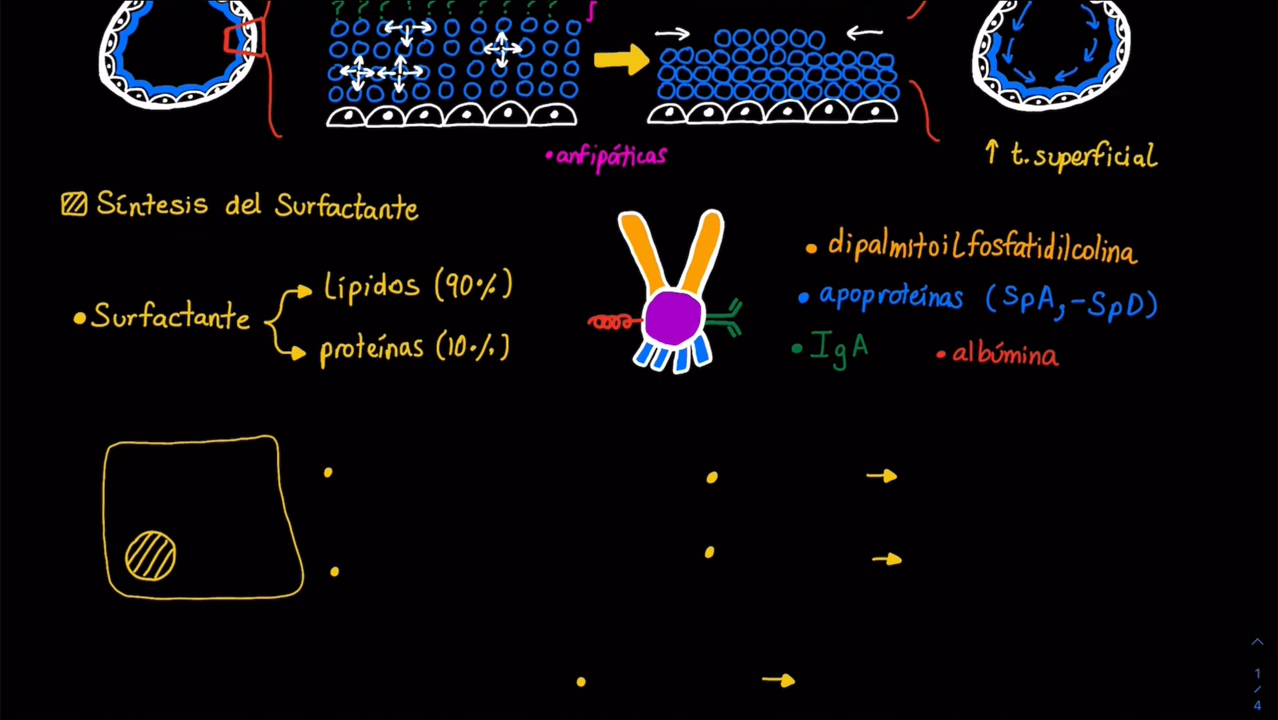 • anfipáticas
↑ t. superficial
Síntesis del Surfactante
• Surfactante
Lípidos (90%)
proteínas (10%)
• dipalmitoilfosfatidilcolina
• apoproteínas (SpA,-SpD)
• IgA
• albúmina
1
/
4